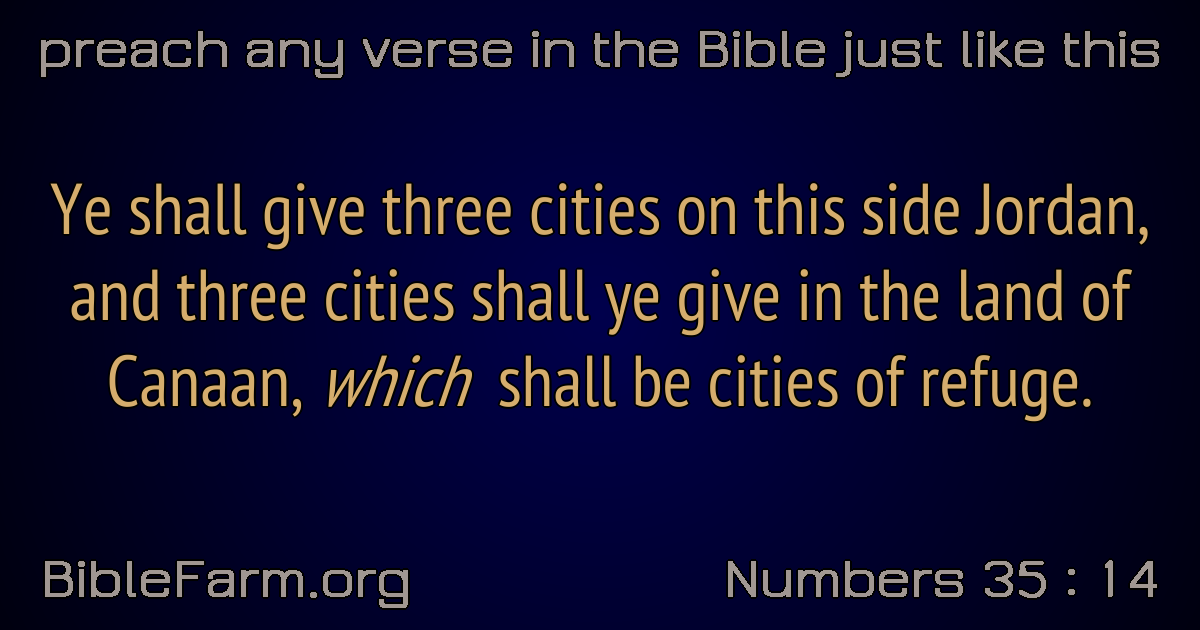 preach any verse in the Bible just like this
Ye shall give three cities on this side Jordan,
and three cities shall ye give in the land of
Canaan, which shall be cities of refuge.
BibleFarm.org
Numbers 35 : 14